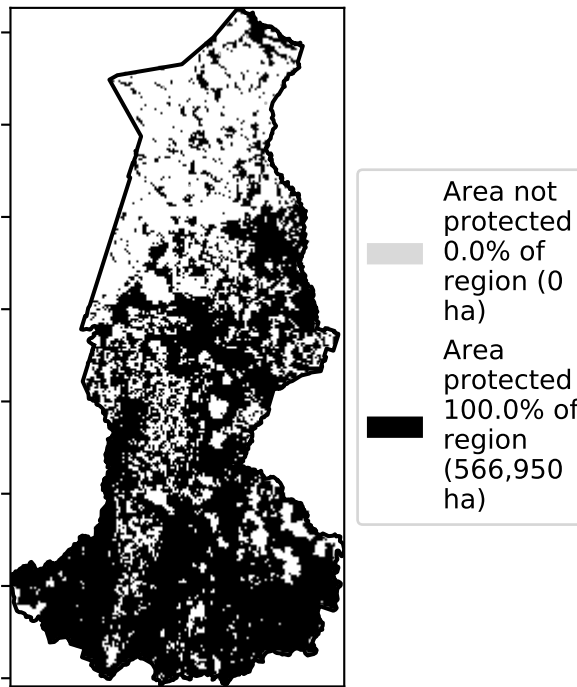 Area not
protected
0.0% of
region (0
ha)
Area
protected
100.0% of
region
(566,950
ha)